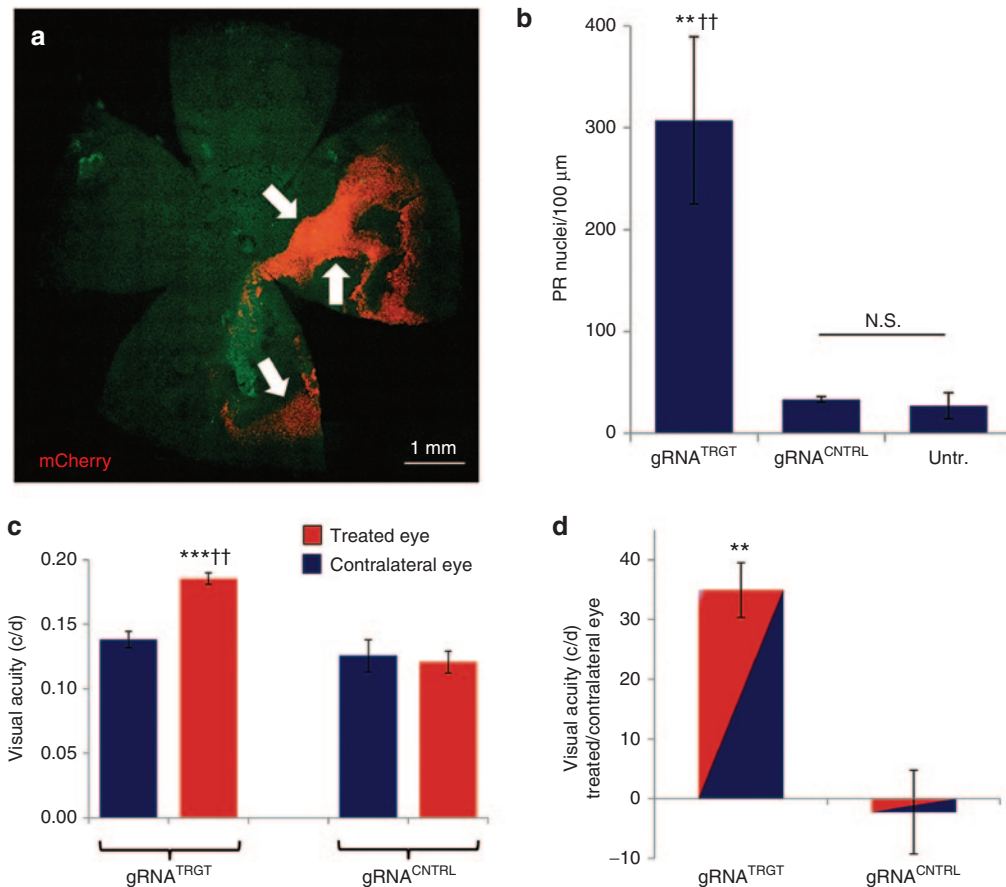 a
mCherry
1 mm
b
400
300
200
100
0
PR nuclei/100 µm
**††
N.S.
gRNA^TRGT
gRNA^CNTRL
Untr.
c
Treated eye
Contralateral eye
0.20
0.15
0.10
0.05
0.00
Visual acuity (c/d)
***††
gRNA^TRGT
gRNA^CNTRL
d
40
30
20
10
0
−10
Visual acuity (c/d)
treated/contralateral eye
**
gRNA^TRGT
gRNA^CNTRL